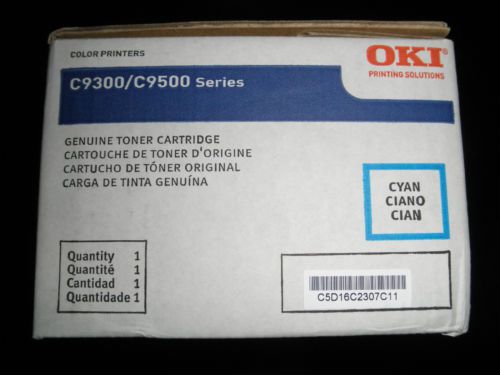 COLOR PRINTERS
OKI
PRINTING SOLUTIONS
C9300/C9500 Series
GENUINE TONER CARTRIDGE
CARTOUCHE DE TONER D'ORIGINE
CARTUCHO DE TÓNER ORIGINAL
CARGA DE TINTA GENUÍNA
CYAN
CIANO
CIAN
Quantity 1
Quantité 1
Cantidad 1
Quantidade 1
C5D16C2307C11